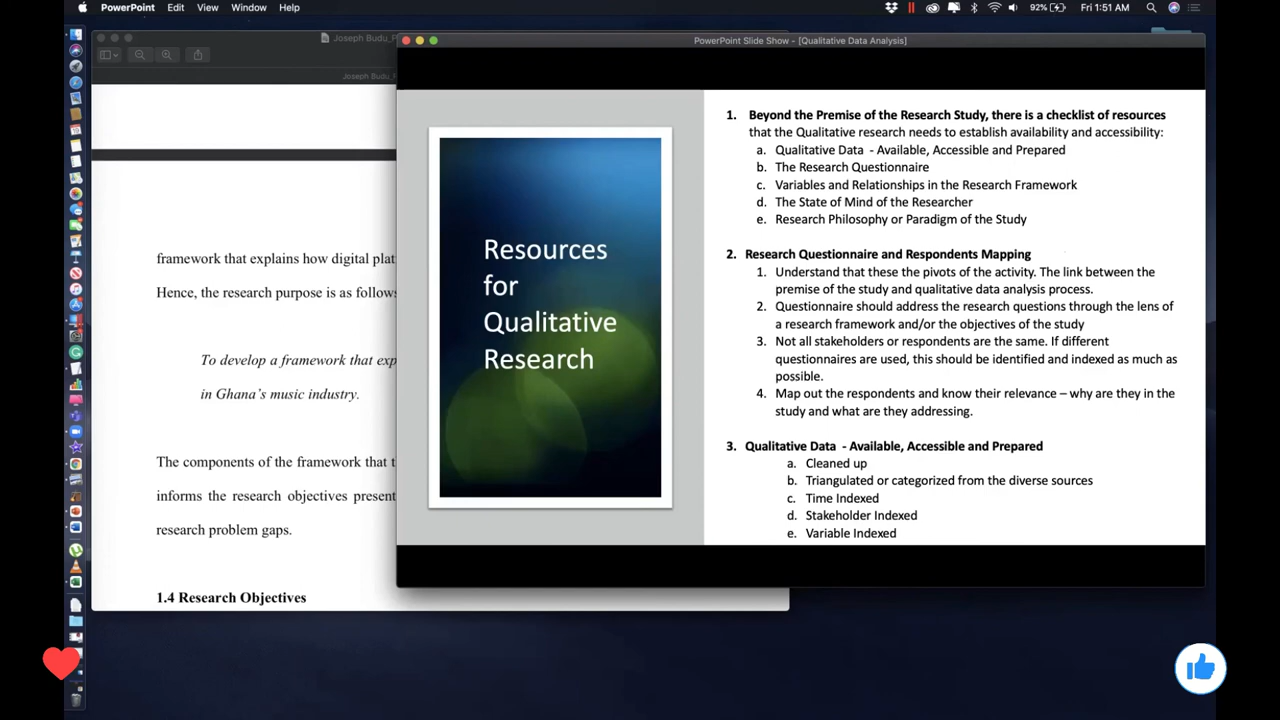 PowerPoint Edit View Window Help
92% Fri 1:51 AM
Joseph Budu_P
Joseph Budu_F
framework that explains how digital plat
Hence, the research purpose is as follows
To develop a framework that exp
in Ghana's music industry.
The components of the framework that t
informs the research objectives present
research problem gaps.
1.4 Research Objectives
PowerPoint Slide Show - [Qualitative Data Analysis]
Resources
for
Qualitative
Research
1. Beyond the Premise of the Research Study, there is a checklist of resources
that the Qualitative research needs to establish availability and accessibility:
a. Qualitative Data - Available, Accessible and Prepared
b. The Research Questionnaire
c. Variables and Relationships in the Research Framework
d. The State of Mind of the Researcher
e. Research Philosophy or Paradigm of the Study
2. Research Questionnaire and Respondents Mapping
1. Understand that these the pivots of the activity. The link between the
premise of the study and qualitative data analysis process.
2. Questionnaire should address the research questions through the lens of
a research framework and/or the objectives of the study
3. Not all stakeholders or respondents are the same. If different
questionnaires are used, this should be identified and indexed as much as
possible.
4. Map out the respondents and know their relevance – why are they in the
study and what are they addressing.
3. Qualitative Data - Available, Accessible and Prepared
a. Cleaned up
b. Triangulated or categorized from the diverse sources
c. Time Indexed
d. Stakeholder Indexed
e. Variable Indexed